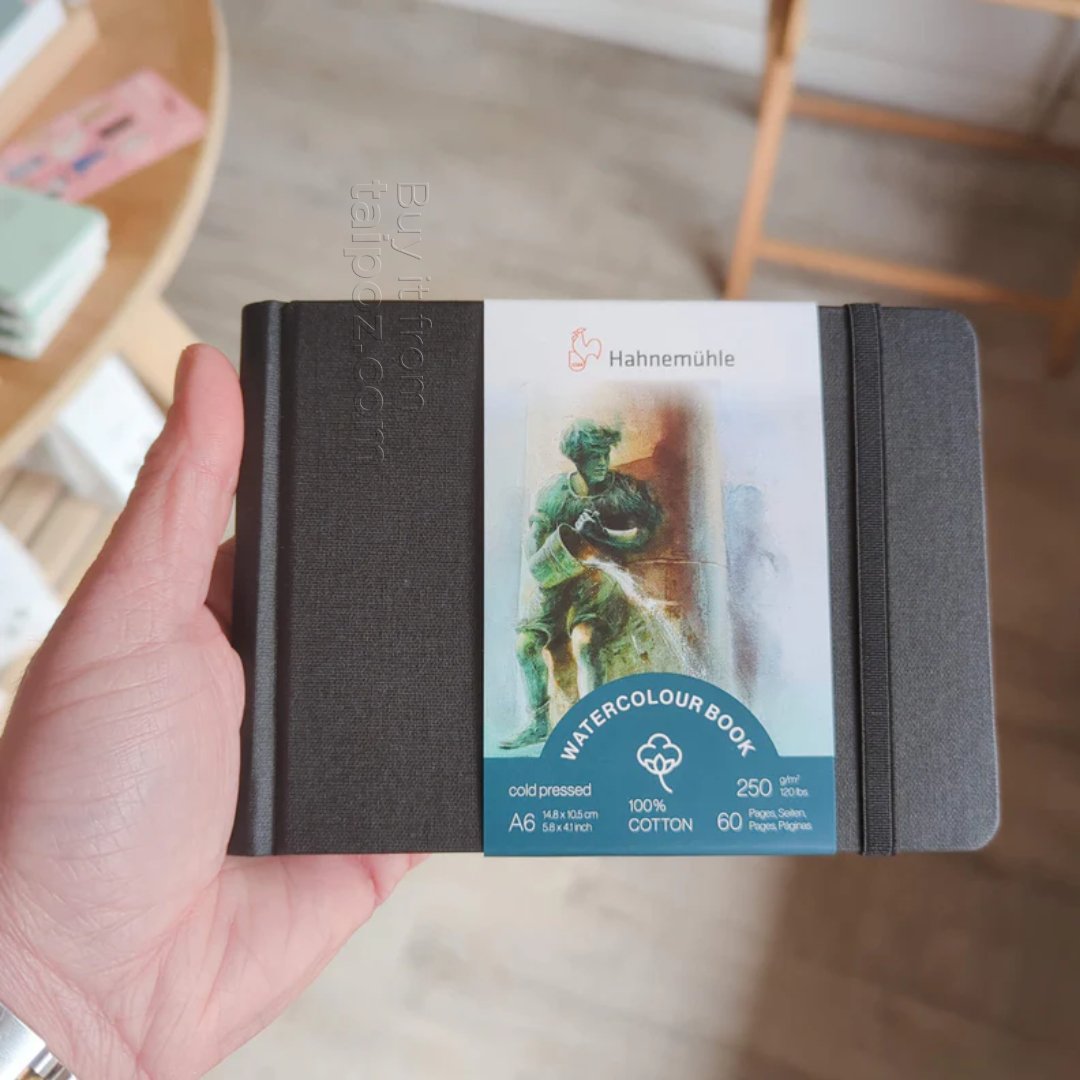 Buy it from
taipoz.com
Hahnemühle
WATERCOLOUR BOOK
cold pressed
A6 14.8 x 10.5 cm
5.8 x 4.1 inch
100%
COTTON
250 g/m²
120 lbs.
60 Pages, Seiten,
Pages, Páginas